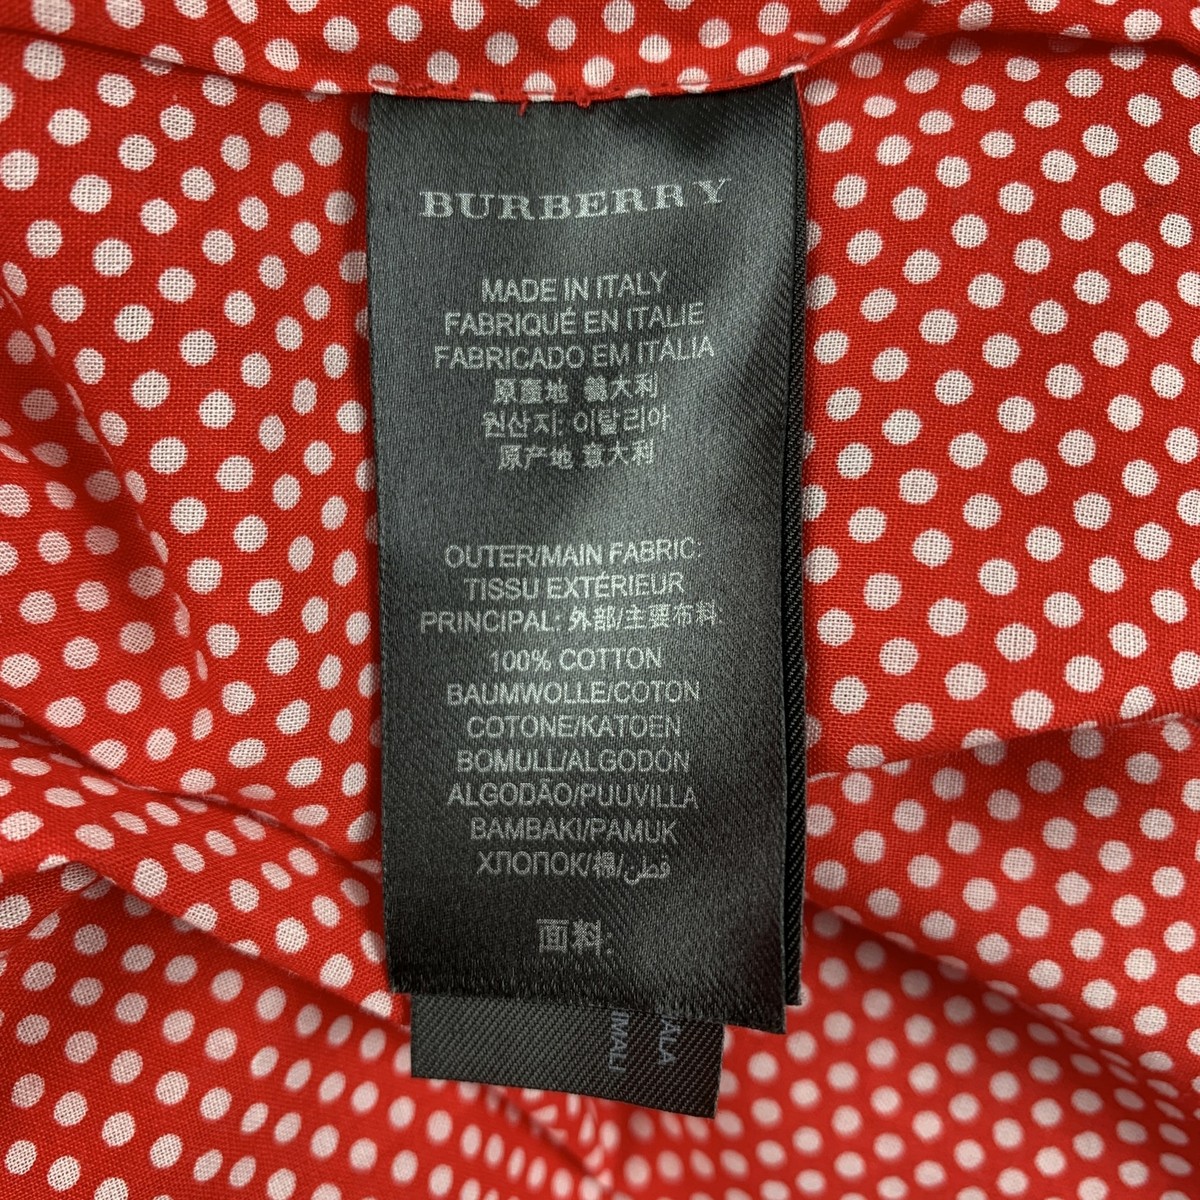 BURBERRY
MADE IN ITALY
FABRIQUÉ EN ITALIE
FABRICADO EM ITÁLIA
原產地 義大利
원산지: 이탈리아
原产地 意大利
OUTER/MAIN FABRIC:
TISSU EXTÉRIEUR
PRINCIPAL: 外部/主要布料:
100% COTTON
BAUMWOLLE/COTON
COTONE/KATOEN
BOMULL/ALGODÓN
ALGODÃO/PUUVILLA
BAMBAKI/PAMUK
ХЛОПОК/棉/قطن
面料: